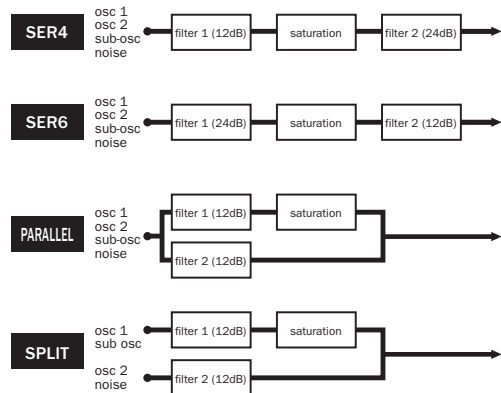 SER4
osc 1
osc 2
sub-osc
noise
filter 1 (12dB)
saturation
filter 2 (24dB)
SER6
osc 1
osc 2
sub-osc
noise
filter 1 (24dB)
saturation
filter 2 (12dB)
PARALLEL
osc 1
osc 2
sub-osc
noise
filter 1 (12dB)
saturation
filter 2 (12dB)
SPLIT
osc 1
sub osc
filter 1 (12dB)
saturation
osc 2
noise
filter 2 (12dB)